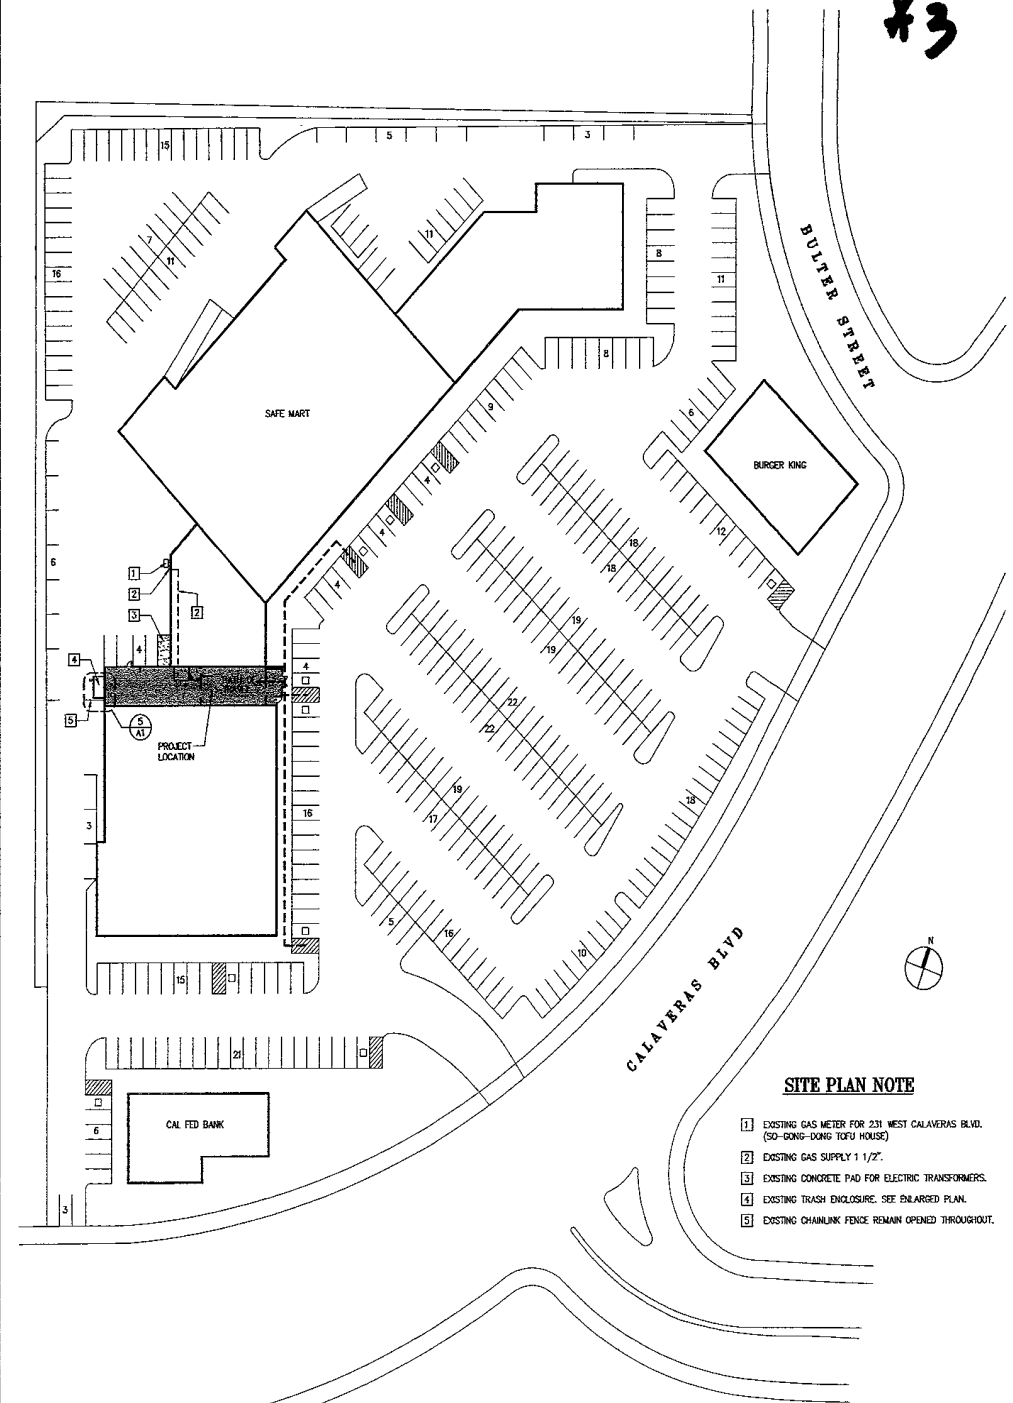 #3
15
5
3
7
11
11
16
8
11
8
BULTER STREET
9
6
SAFE MART
BURGER KING
4
4
4
12
18
18
6
1
2
3
2
19
19
4
4
4
5
5
A1
PROJECT
LOCATION
22
22
19
17
18
3
16
5
16
10
15
CALAVERAS BLVD
N
21
6
CAL FED BANK
3
SITE PLAN NOTE
1 EXISTING GAS METER FOR 231 WEST CALAVERAS BLVD.
(SO-GONG-DONG TOFU HOUSE)
2 EXISTING GAS SUPPLY 1 1/2".
3 EXISTING CONCRETE PAD FOR ELECTRIC TRANSFORMERS.
4 EXISTING TRASH ENCLOSURE. SEE ENLARGED PLAN.
5 EXISTING CHAINLINK FENCE REMAIN OPENED THROUGHOUT.